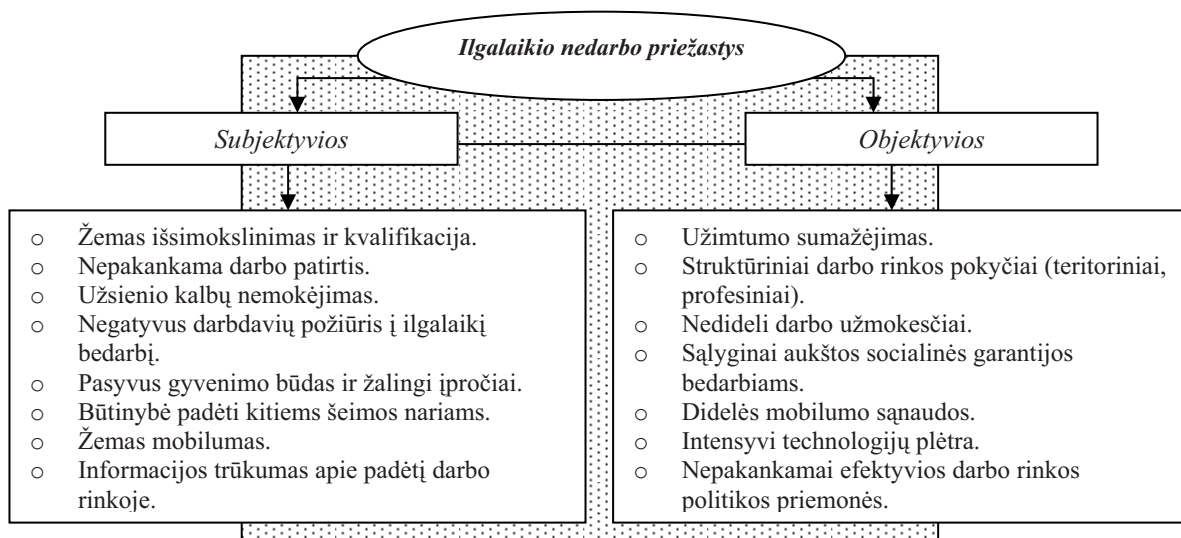 Ilgalaikio nedarbo priežastys
Subjektyvios
Objektyvios
o Žemas išsimokslinimas ir kvalifikacija.
o Nepakankama darbo patirtis.
o Užsienio kalbų nemokėjimas.
o Negatyvus darbdavių požiūris į ilgalaikį
bedarbį.
o Pasyvus gyvenimo būdas ir žalingi įpročiai.
o Būtinybė padėti kitiems šeimos nariams.
o Žemas mobilumas.
o Informacijos trūkumas apie padėtį darbo
rinkoje.
o Užimtumo sumažėjimas.
o Struktūriniai darbo rinkos pokyčiai (teritoriniai,
profesiniai).
o Nedideli darbo užmokesčiai.
o Sąlyginai aukštos socialinės garantijos
bedarbiams.
o Didelės mobilumo sąnaudos.
o Intensyvi technologijų plėtra.
o Nepakankamai efektyvios darbo rinkos
politikos priemonės.